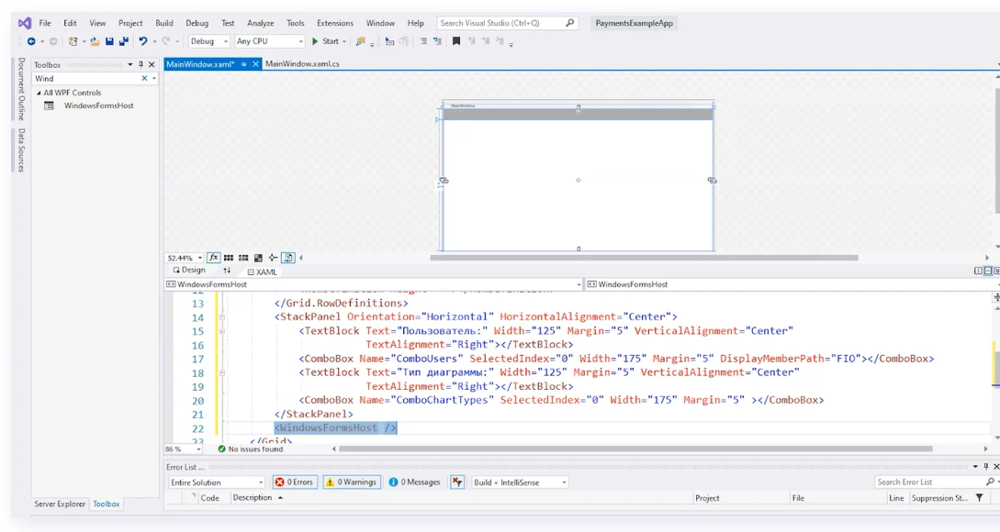 File Edit View Project Build Debug Test Analyze Tools Extensions Window Help Search Visual Studio (Ctrl+Q) PaymentsExampleApp
Debug Any CPU Start
Document Outline
Data Sources
Toolbox
Wind
All WPF Controls
WindowsFormsHost
MainWindow.xaml* MainWindow.xaml.cs
MainWindow
52.44% fx
Design XAML
WindowsFormsHost WindowsFormsHost
13 </Grid.RowDefinitions>
14 <StackPanel Orientation="Horizontal" HorizontalAlignment="Center">
15 <TextBlock Text="Пользователь:" Width="125" Margin="5" VerticalAlignment="Center"
16 TextAlignment="Right"></TextBlock>
17 <ComboBox Name="ComboUsers" SelectedIndex="0" Width="175" Margin="5" DisplayMemberPath="FIO"></ComboBox>
18 <TextBlock Text="Тип диаграммы:" Width="125" Margin="5" VerticalAlignment="Center"
19 TextAlignment="Right"></TextBlock>
20 <ComboBox Name="ComboChartTypes" SelectedIndex="0" Width="175" Margin="5" ></ComboBox>
21 </StackPanel>
22 <WindowsFormsHost />
23 </Grid>
86 % No issues found
Error List ...
Entire Solution 0 Errors 0 Warnings 0 Messages Build + IntelliSense Search Error List
Code Description Project File Line Suppression St...
Server Explorer Toolbox